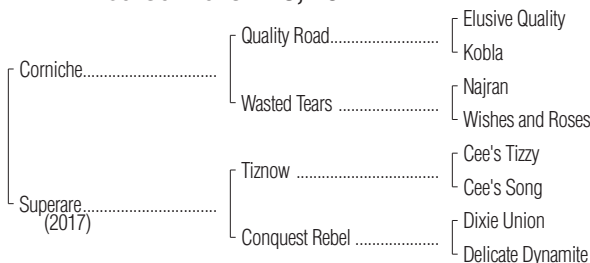 Elusive Quality
Quality Road
Kobla
Corniche
Najran
Wasted Tears
Wishes and Roses
Cee's Tizzy
Tiznow
Cee's Song
Superare
(2017)
Dixie Union
Conquest Rebel
Delicate Dynamite